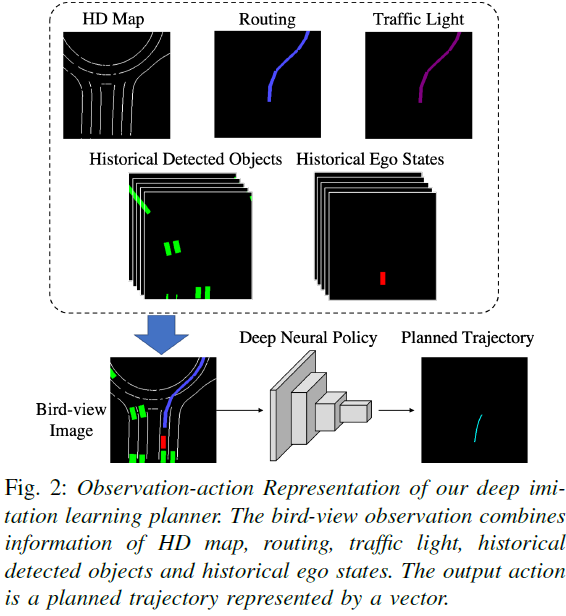 HD Map
Routing
Traffic Light
Historical Detected Objects
Historical Ego States
Deep Neural Policy
Planned Trajectory
Bird-view
Image
Fig. 2: Observation-action Representation of our deep imi-
tation learning planner. The bird-view observation combines
information of HD map, routing, traffic light, historical
detected objects and historical ego states. The output action
is a planned trajectory represented by a vector.